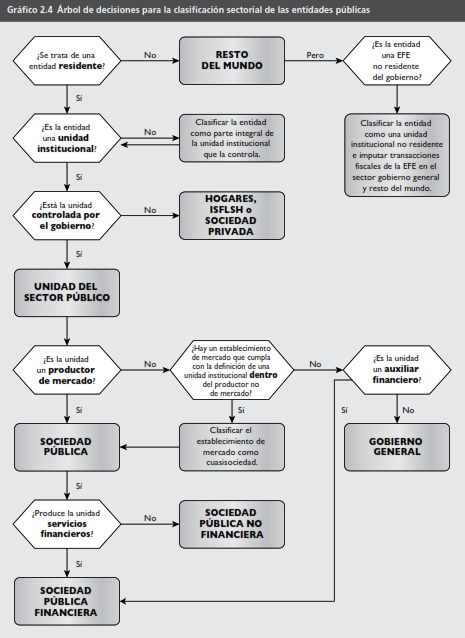 Gráfico 2.4 Árbol de decisiones para la clasificación sectorial de las entidades públicas
¿Se trata de una
entidad residente?
No
RESTO
DEL MUNDO
Pero
¿Es la entidad
una EFE
no residente
del gobierno?
Sí
¿Es la entidad
una unidad
institucional?
No
Clasificar la entidad
como parte integral de
la unidad institucional
que la controla.
Clasificar la entidad
como una unidad
institucional no residente
e imputar transacciones
fiscales de la EFE en el
sector gobierno general
y resto del mundo.
Sí
¿Está la unidad
controlada por
el gobierno?
No
HOGARES,
ISFLSH o
SOCIEDAD
PRIVADA
Sí
UNIDAD DEL
SECTOR PÚBLICO
¿Es la unidad
un productor
de mercado?
No
¿Hay un establecimiento
de mercado que cumpla
con la definición de una
unidad institucional dentro
del productor no
de mercado?
No
¿Es la unidad
un auxiliar
financiero?
Sí
Sí
Sí
No
SOCIEDAD
PÚBLICA
Clasificar el
establecimiento de
mercado como
cuasisociedad.
GOBIERNO
GENERAL
Sí
¿Produce la unidad
servicios
financieros?
No
SOCIEDAD
PÚBLICA NO
FINANCIERA
Sí
SOCIEDAD
PÚBLICA
FINANCIERA